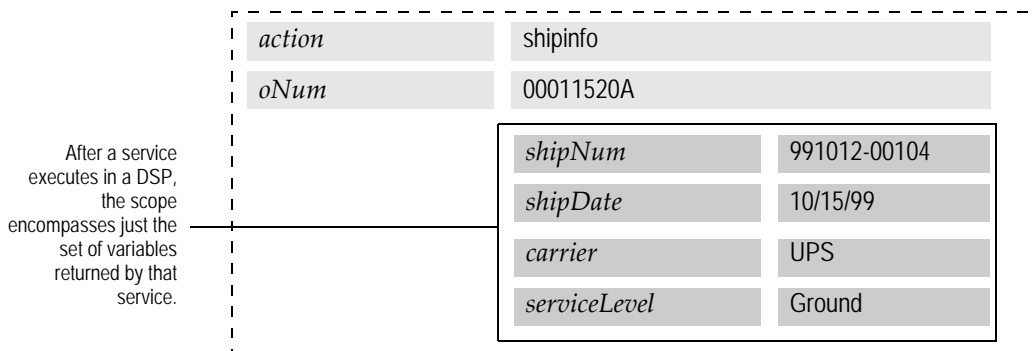 action shipinfo
oNum 00011520A
After a service
executes in a DSP,
the scope
encompasses just the
set of variables
returned by that
service.
shipNum 991012-00104
shipDate 10/15/99
carrier UPS
serviceLevel Ground